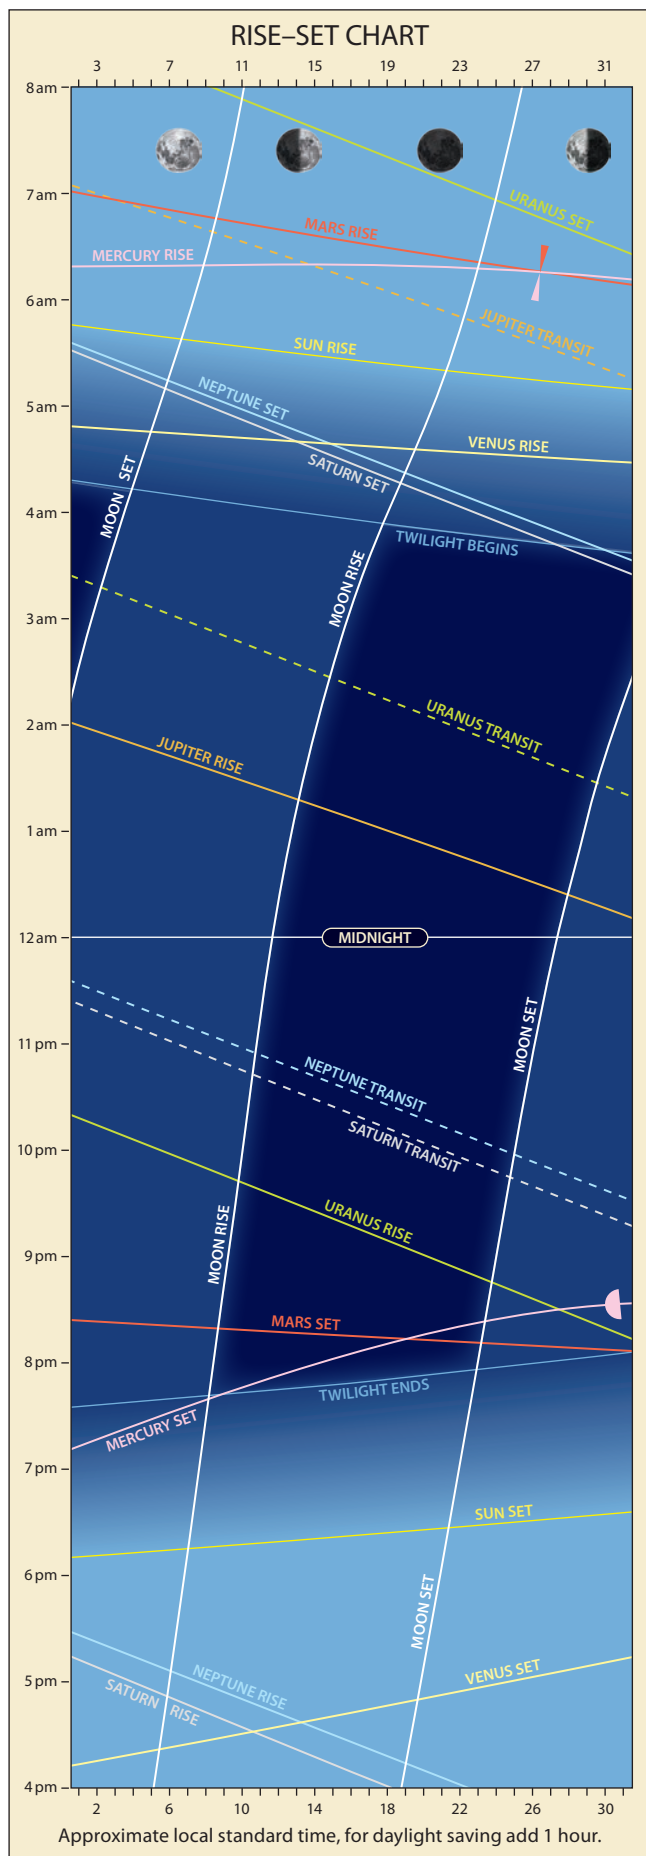 RISE–SET CHART
3 7 11 15 19 23 27 31
8 am
URANUS SET
7 am
MARS RISE
MERCURY RISE
6 am
JUPITER TRANSIT
SUN RISE
NEPTUNE SET
5 am
VENUS RISE
SATURN SET
MOON SET
4 am
TWILIGHT BEGINS
MOON RISE
3 am
URANUS TRANSIT
2 am
JUPITER RISE
1 am
12 am
MIDNIGHT
MOON SET
11 pm
NEPTUNE TRANSIT
SATURN TRANSIT
10 pm
URANUS RISE
MOON RISE
9 pm
MARS SET
8 pm
TWILIGHT ENDS
MERCURY SET
7 pm
SUN SET
6 pm
MOON SET
VENUS SET
5 pm
NEPTUNE RISE
SATURN RISE
4 pm
2 6 10 14 18 22 26 30
Approximate local standard time, for daylight saving add 1 hour.